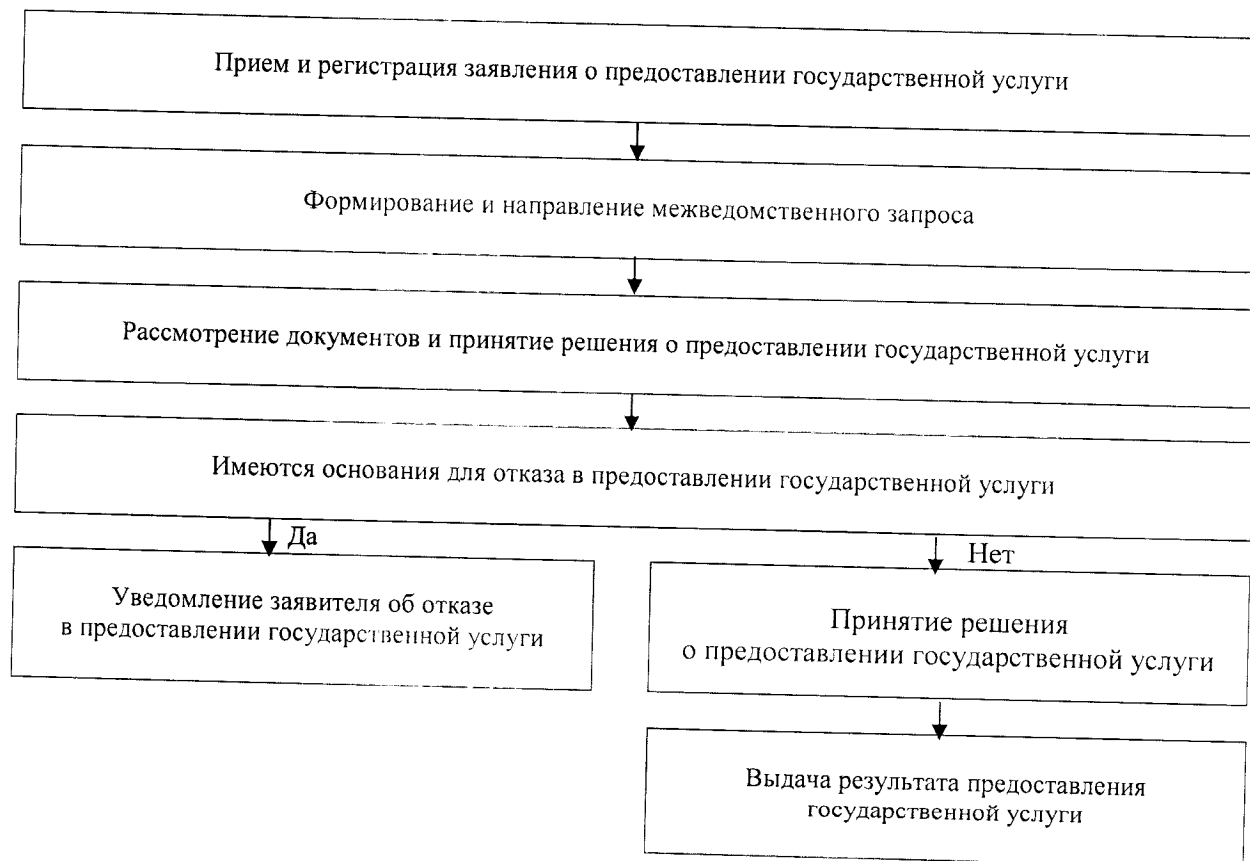 Прием и регистрация заявления о предоставлении государственной услуги
Формирование и направление межведомственного запроса
Рассмотрение документов и принятие решения о предоставлении государственной услуги
Имеются основания для отказа в предоставлении государственной услуги
Да
Нет
Уведомление заявителя об отказе
в предоставлении государственной услуги
Принятие решения
о предоставлении государственной услуги
Выдача результата предоставления
государственной услуги